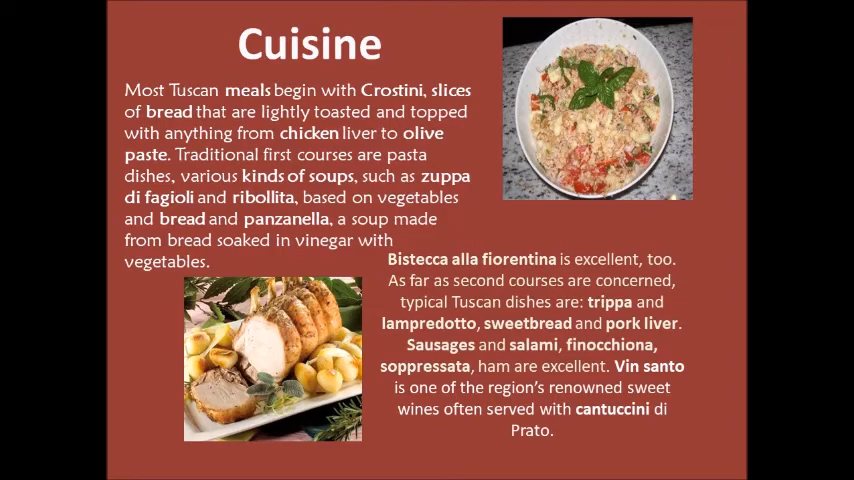 Cuisine
Most Tuscan meals begin with Crostini, slices
of bread that are lightly toasted and topped
with anything from chicken liver to olive
paste. Traditional first courses are pasta
dishes, various kinds of soups, such as zuppa
di fagioli and ribollita, based on vegetables
and bread and panzanella, a soup made
from bread soaked in vinegar with
vegetables.
Bistecca alla fiorentina is excellent, too.
As far as second courses are concerned,
typical Tuscan dishes are: trippa and
lampredotto, sweetbread and pork liver.
Sausages and salami, finocchiona,
soppressata, ham are excellent. Vin santo
is one of the region’s renowned sweet
wines often served with cantuccini di
Prato.